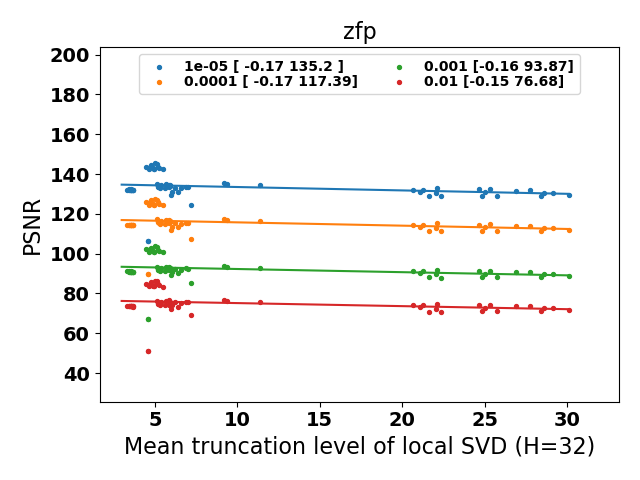 zfp
1e-05 [ -0.17 135.2 ]
0.0001 [ -0.17 117.39]
0.001 [-0.16 93.87]
0.01 [-0.15 76.68]
PSNR
200
180
160
140
120
100
80
60
40
5 10 15 20 25 30
Mean truncation level of local SVD (H=32)